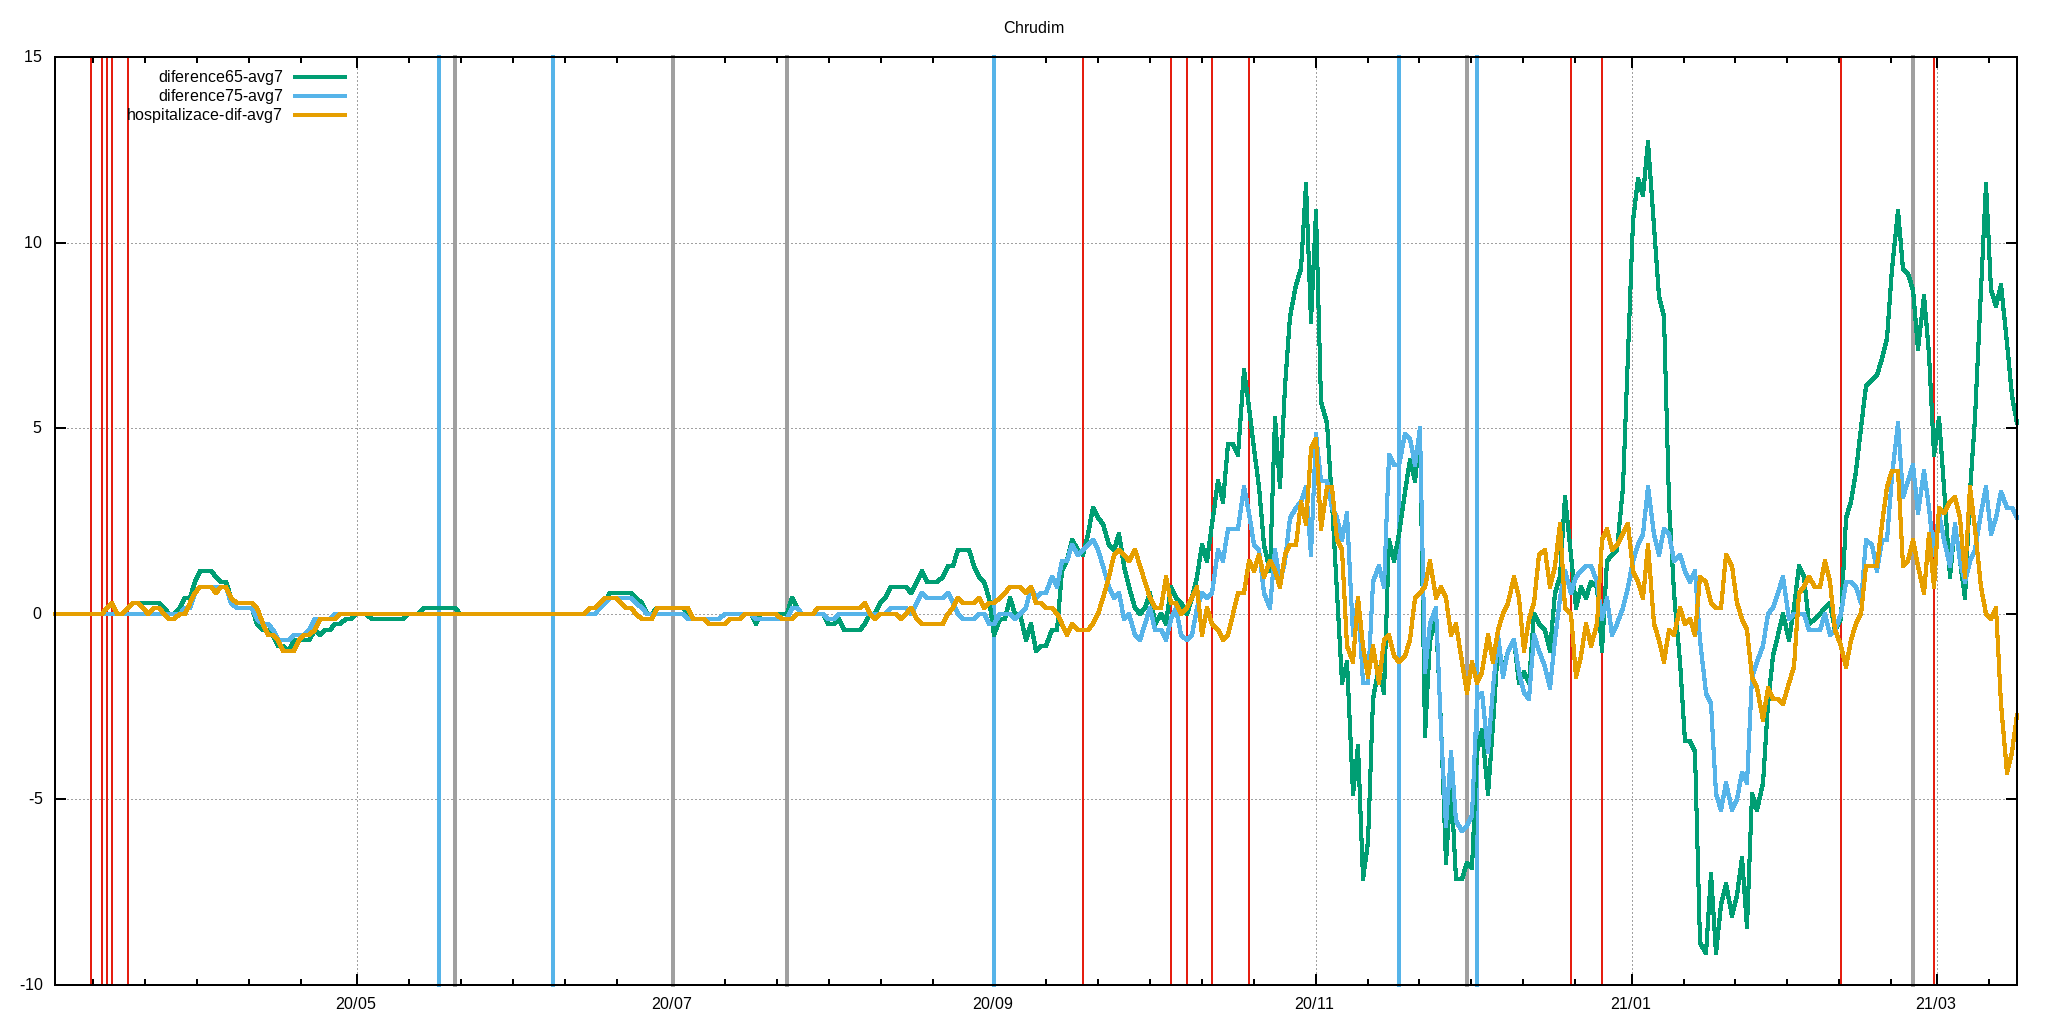 Chrudim
15
diference65-avg7
diference75-avg7
hospitalizace-dif-avg7
10
5
0
-5
-10
20/05 20/07 20/09 20/11 21/01 21/03